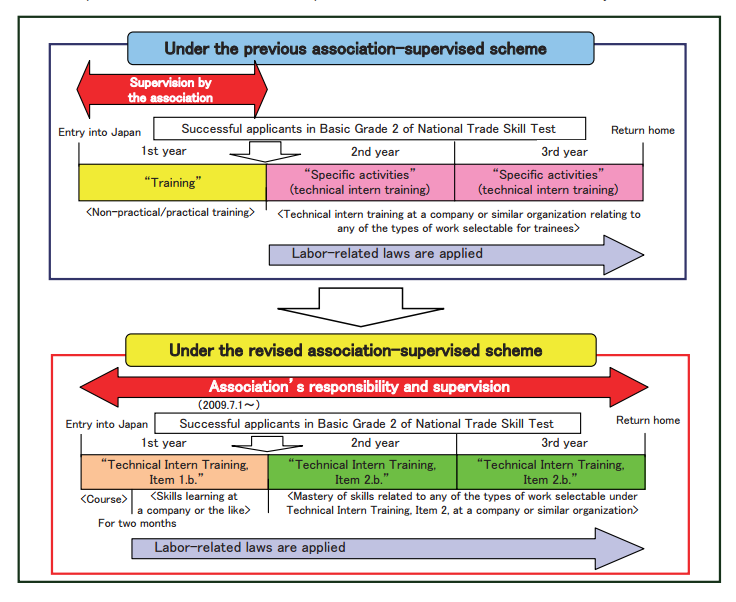 Under the previous association-supervised scheme
Supervision by
the association
Entry into Japan
Successful applicants in Basic Grade 2 of National Trade Skill Test
Return home
1st year
2nd year
3rd year
“Training”
“Specific activities”
(technical intern training)
“Specific activities”
(technical intern training)
<Non-practical/practical training>
<Technical intern training at a company or similar organization relating to
any of the types of work selectable for trainees>
Labor-related laws are applied
Under the revised association-supervised scheme
Association’s responsibility and supervision
(2009.7.1～)
Entry into Japan
Successful applicants in Basic Grade 2 of National Trade Skill Test
Return home
1st year
2nd year
3rd year
“Technical Intern Training,
Item 1.b.”
“Technical Intern Training,
Item 2.b.”
“Technical Intern Training,
Item 2.b.”
<Course>
<Skills learning at
a company or the like>
<Mastery of skills related to any of the types of work selectable under
Technical Intern Training, Item 2, at a company or similar organization>
For two months
Labor-related laws are applied